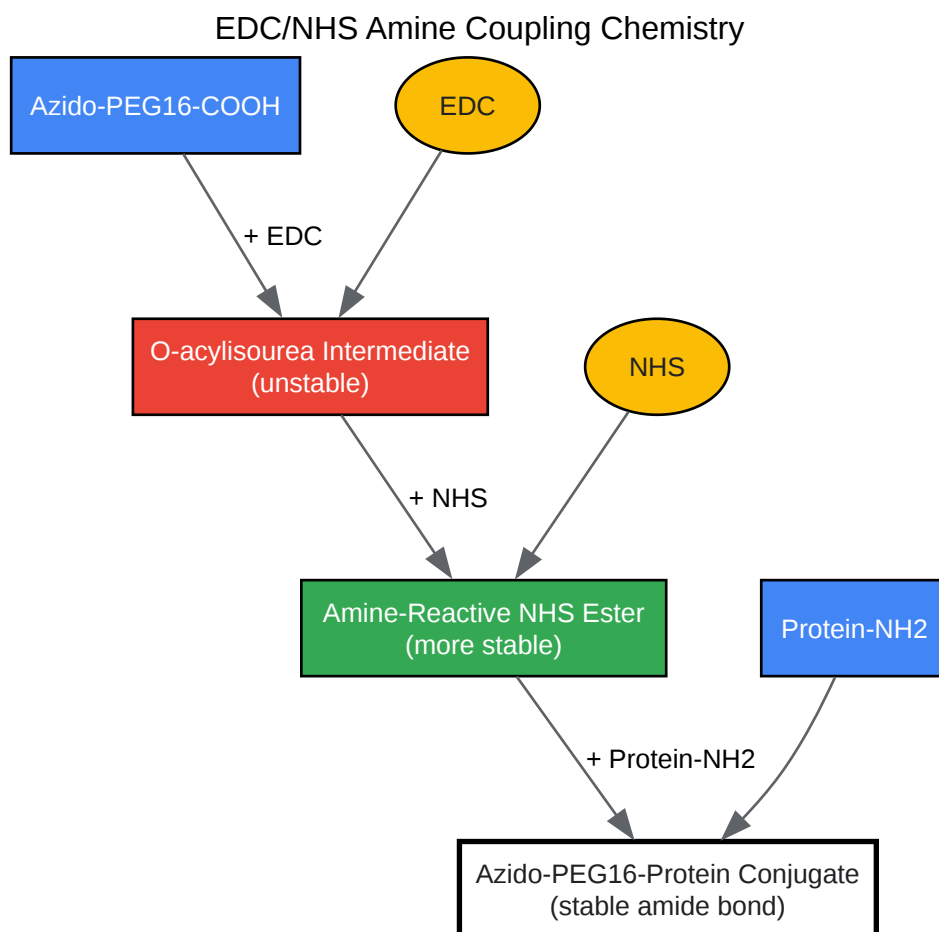 EDC/NHS Amine Coupling Chemistry
Azido-PEG16-COOH
EDC
+ EDC
O-acylisourea Intermediate
(unstable)
NHS
+ NHS
Amine-Reactive NHS Ester
(more stable)
Protein-NH2
+ Protein-NH2
Azido-PEG16-Protein Conjugate
(stable amide bond)